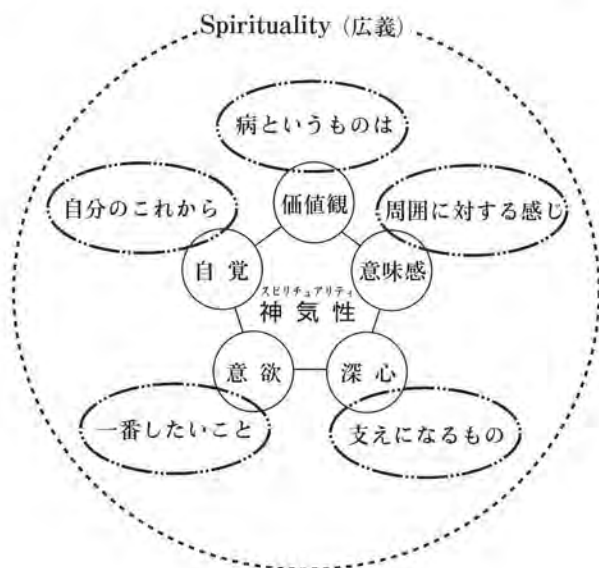 Spirituality（広義）
病というものは
自分のこれから
価値観
周囲に対する感じ
自覚
意味感
スピリチュアリティ
神気性
意欲
深心
一番したいこと
支えになるもの